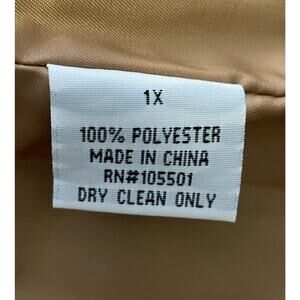 1X
100% POLYESTER
MADE IN CHINA
RN#105501
DRY CLEAN ONLY